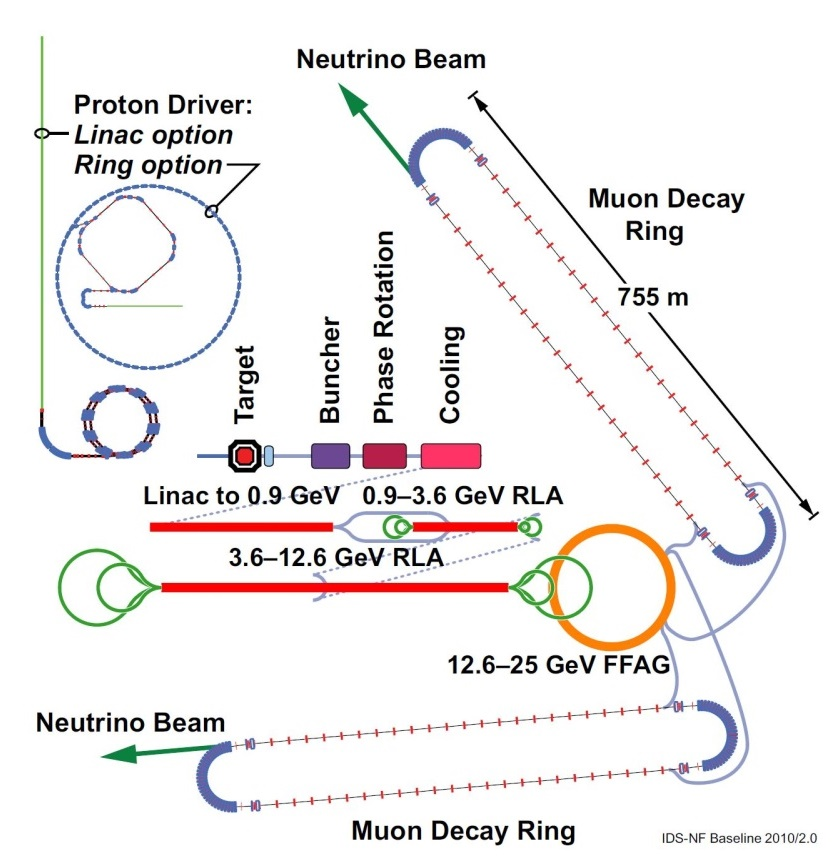 Neutrino Beam
Proton Driver:
Linac option
Ring option
Muon Decay
Ring
755 m
Target
Buncher
Phase Rotation
Cooling
Linac to 0.9 GeV
0.9–3.6 GeV RLA
3.6–12.6 GeV RLA
12.6–25 GeV FFAG
Neutrino Beam
Muon Decay Ring
IDS-NF Baseline 2010/2.0